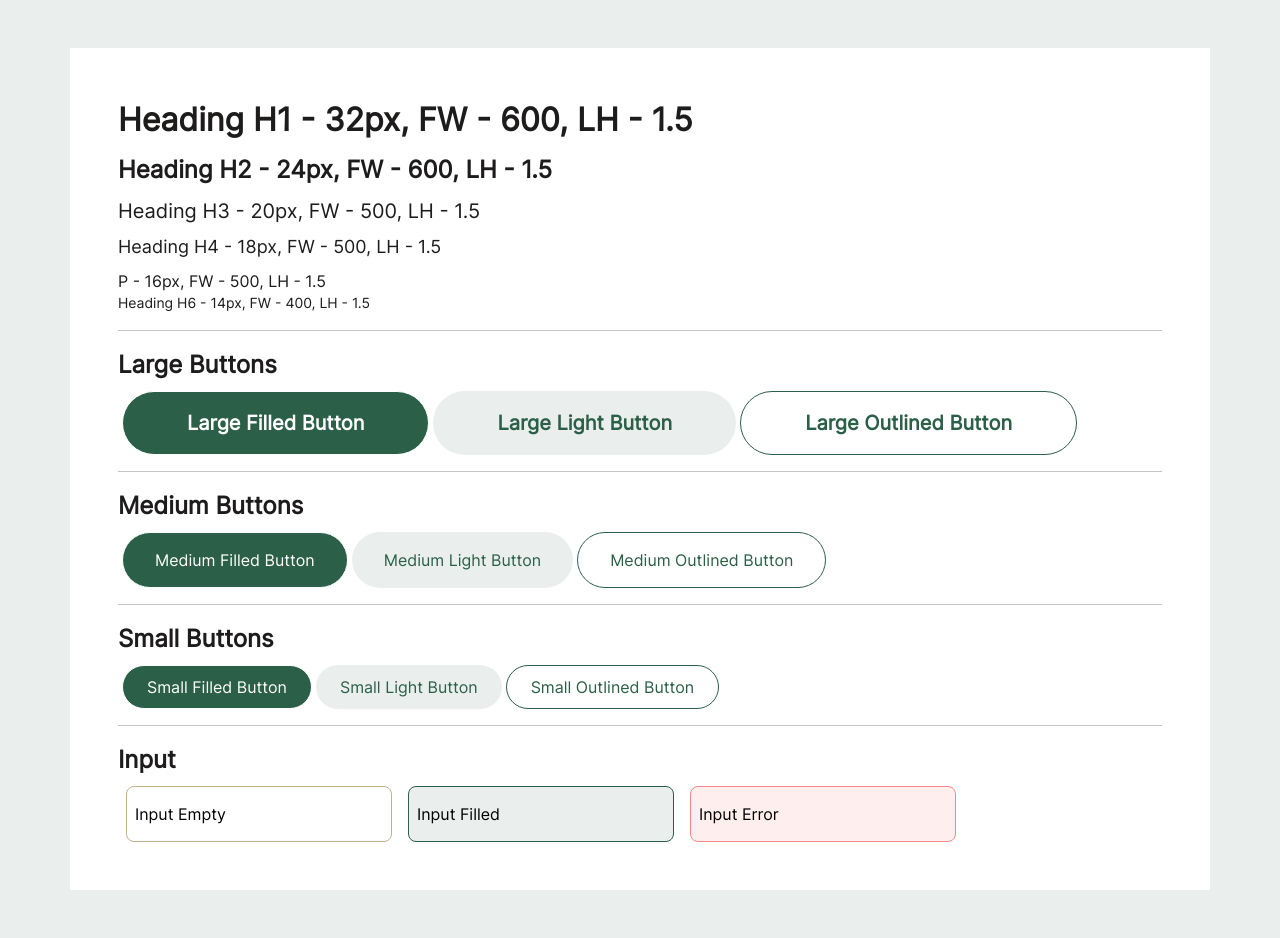 Heading H1 - 32px, FW - 600, LH - 1.5
Heading H2 - 24px, FW - 600, LH - 1.5
Heading H3 - 20px, FW - 500, LH - 1.5
Heading H4 - 18px, FW - 500, LH - 1.5
P - 16px, FW - 500, LH - 1.5
Heading H6 - 14px, FW - 400, LH - 1.5
Large Buttons
Large Filled Button Large Light Button Large Outlined Button
Medium Buttons
Medium Filled Button Medium Light Button Medium Outlined Button
Small Buttons
Small Filled Button Small Light Button Small Outlined Button
Input
Input Empty Input Filled Input Error